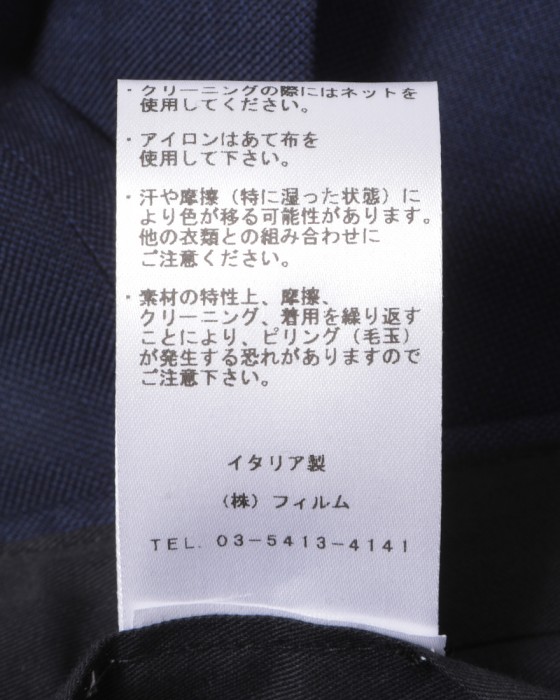 ・クリーニングの際にはネットを
使用してください。
・アイロンはあて布を
使用して下さい。
・汗や摩擦（特に湿った状態）に
より色が移る可能性があります。
他の衣類との組み合わせに
ご注意ください。
・素材の特性上、摩擦、
クリーニング、着用を繰り返す
ことにより、ピリング（毛玉）
が発生する恐れがありますので
ご注意下さい。
イタリア製
（株）フィルム
TEL. 03-5413-4141